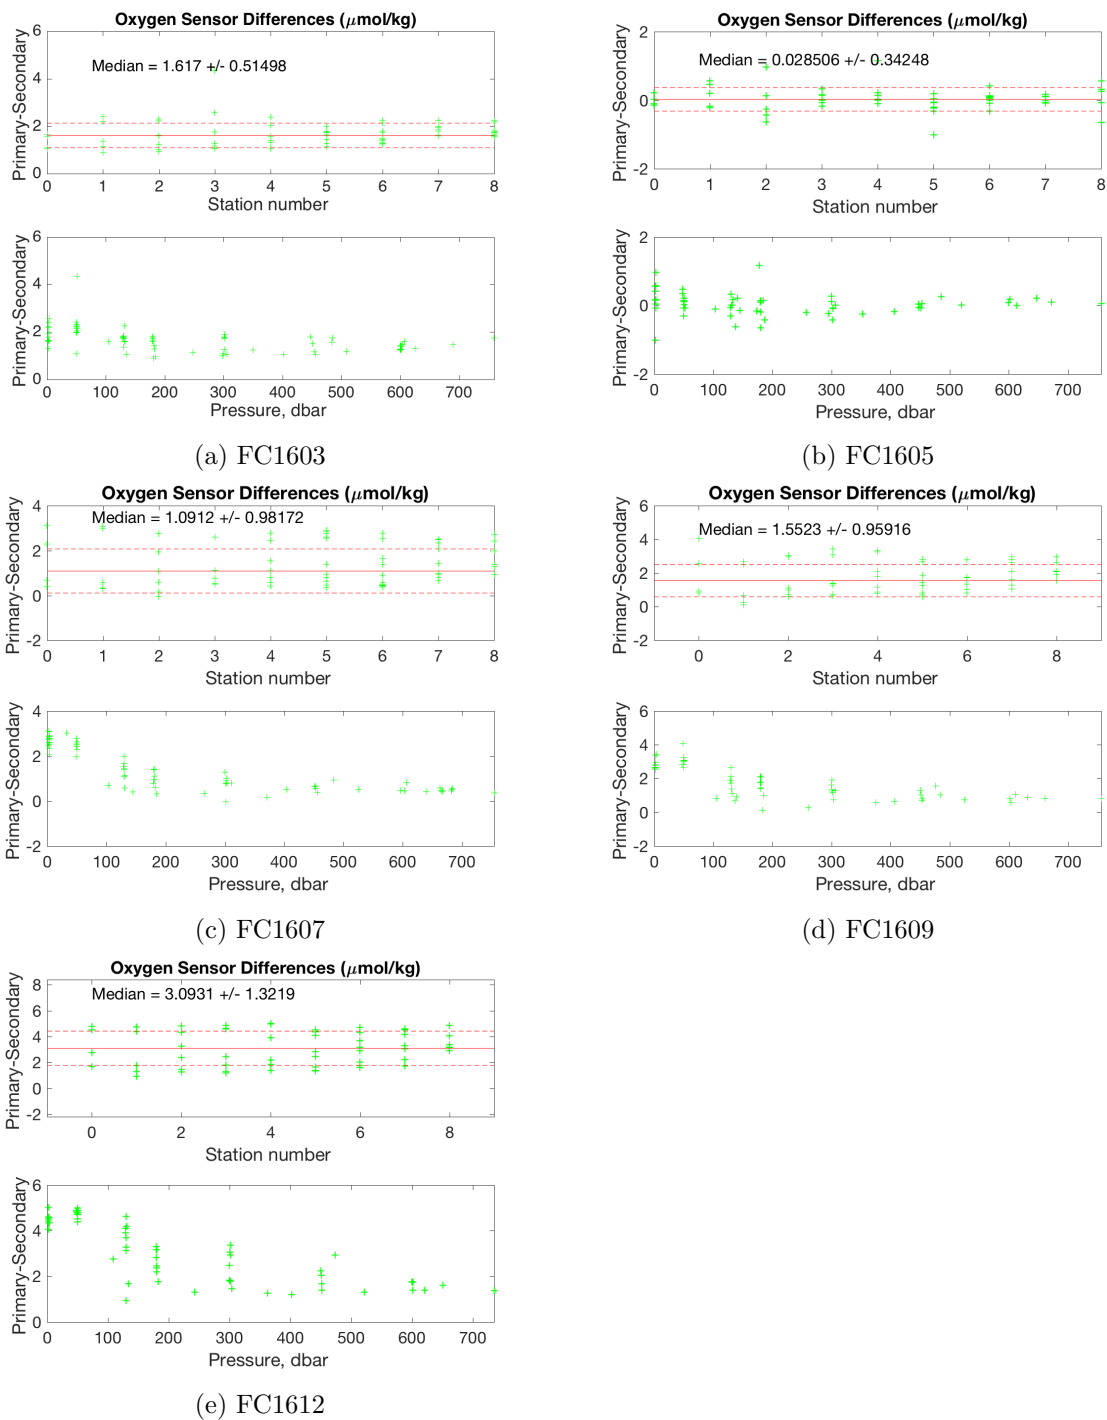 Oxygen Sensor Differences (μmol/kg)
Median = 1.617 +/- 0.51498
Primary-Secondary
6
4
2
0
0 1 2 3 4 5 6 7 8
Station number
Primary-Secondary
6
4
2
0
0 100 200 300 400 500 600 700
Pressure, dbar
(a) FC1603
Oxygen Sensor Differences (μmol/kg)
Median = 0.028506 +/- 0.34248
Primary-Secondary
2
0
-2
0 1 2 3 4 5 6 7 8
Station number
Primary-Secondary
2
0
-2
0 100 200 300 400 500 600 700
Pressure, dbar
(b) FC1605
Oxygen Sensor Differences (μmol/kg)
Median = 1.0912 +/- 0.98172
Primary-Secondary
4
2
0
-2
0 1 2 3 4 5 6 7 8
Station number
Primary-Secondary
4
2
0
-2
0 100 200 300 400 500 600 700
Pressure, dbar
(c) FC1607
Oxygen Sensor Differences (μmol/kg)
Median = 1.5523 +/- 0.95916
Primary-Secondary
6
4
2
0
-2
0 2 4 6 8
Station number
Primary-Secondary
6
4
2
0
-2
0 100 200 300 400 500 600 700
Pressure, dbar
(d) FC1609
Oxygen Sensor Differences (μmol/kg)
Median = 3.0931 +/- 1.3219
Primary-Secondary
8
6
4
2
0
-2
0 2 4 6 8
Station number
Primary-Secondary
6
4
2
0
0 100 200 300 400 500 600 700
Pressure, dbar
(e) FC1612